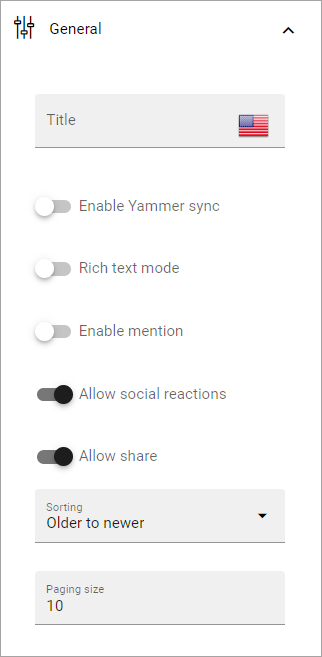 General
Title
Enable Yammer sync
Rich text mode
Enable mention
Allow social reactions
Allow share
Sorting
Older to newer
Paging size
10